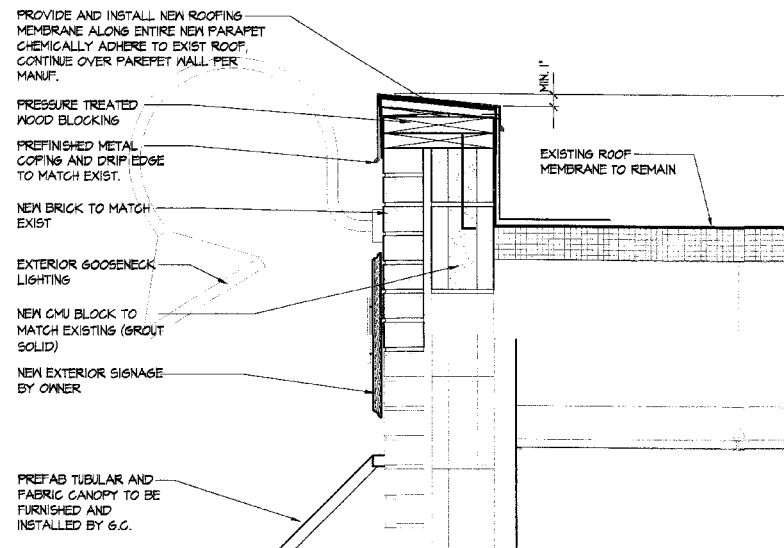 PROVIDE AND INSTALL NEW ROOFING
MEMBRANE ALONG ENTIRE NEW PARAPET
CHEMICALLY ADHERE TO EXIST ROOF,
CONTINUE OVER PAREPET WALL PER
MANUF.
PRESSURE TREATED
WOOD BLOCKING
PREFINISHED METAL
COPING AND DRIP EDGE
TO MATCH EXIST.
NEW BRICK TO MATCH
EXIST
EXTERIOR GOOSENECK
LIGHTING
NEW CMU BLOCK TO
MATCH EXISTING (GROUT
SOLID)
NEW EXTERIOR SIGNAGE
BY OWNER
PREFAB TUBULAR AND
FABRIC CANOPY TO BE
FURNISHED AND
INSTALLED BY G.C.
MIN. 1"
EXISTING ROOF
MEMBRANE TO REMAIN